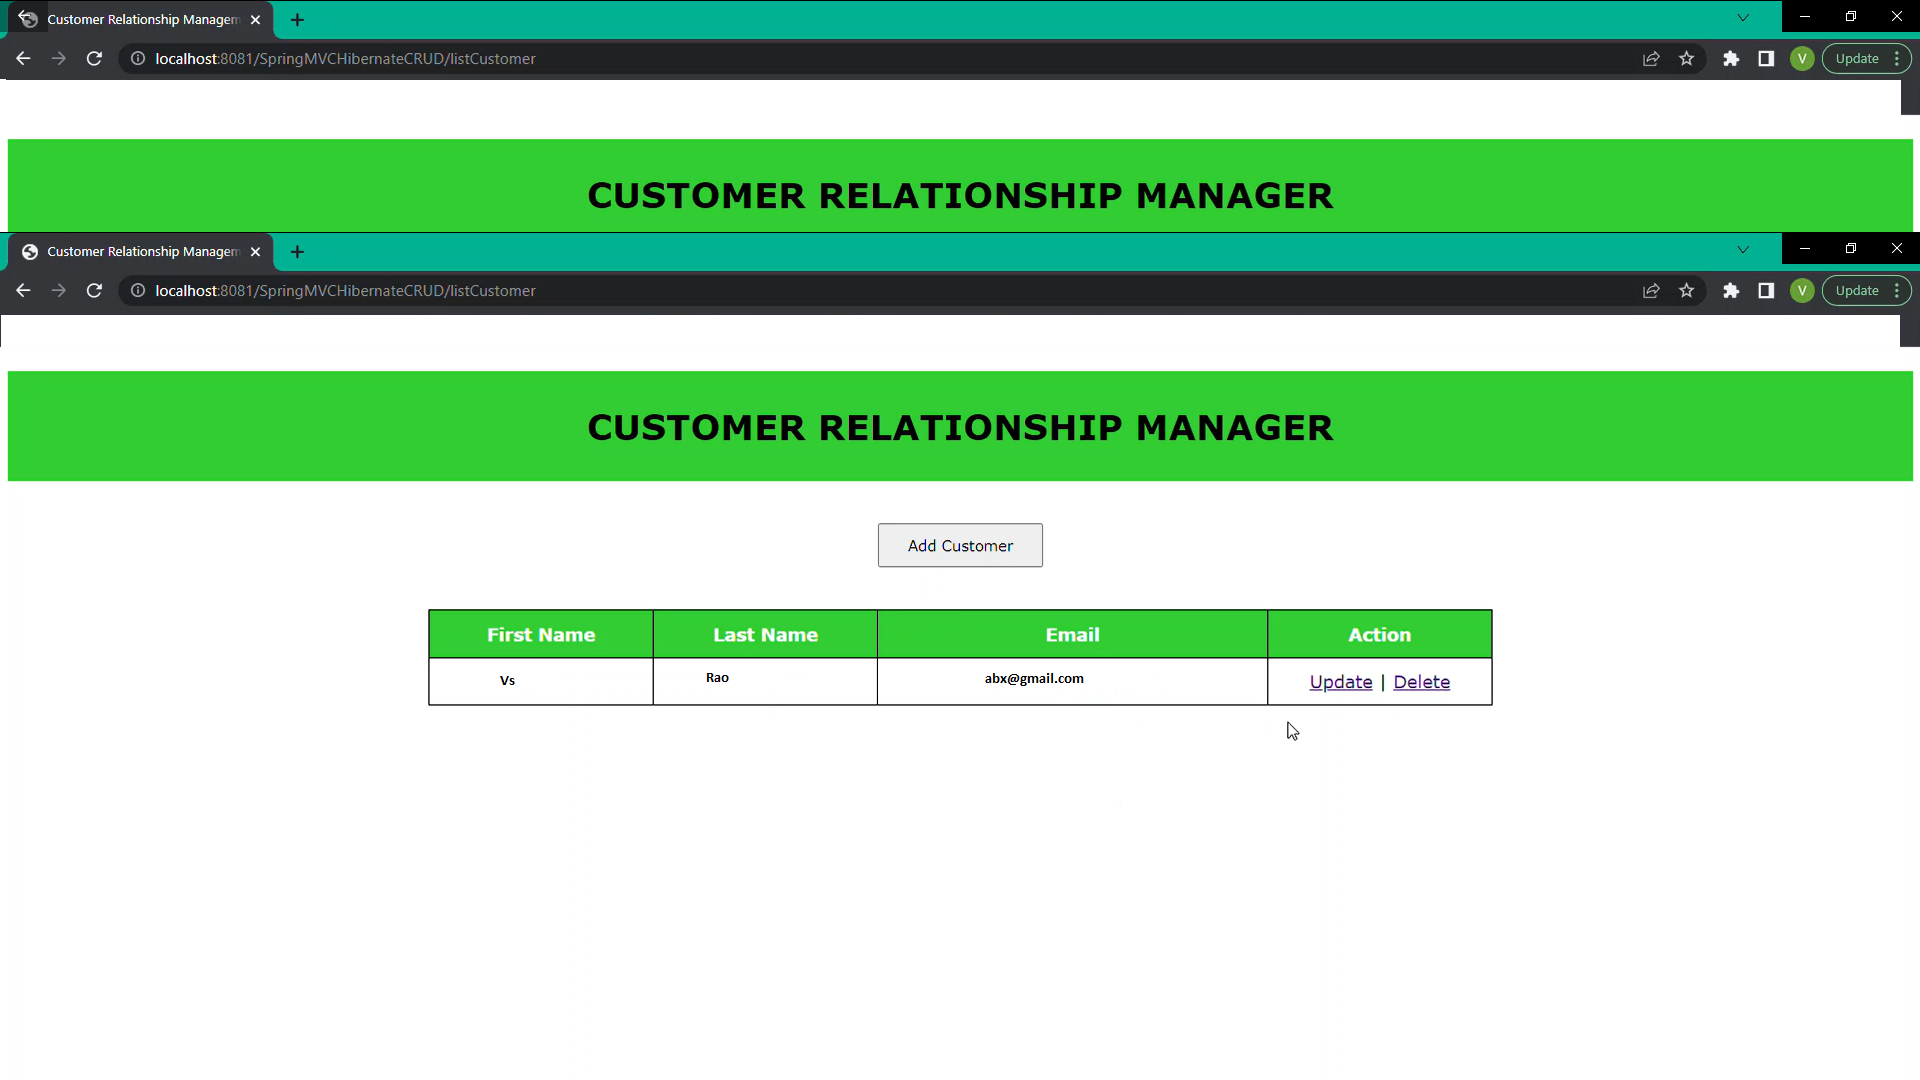 Customer Relationship Managem
localhost:8081/SpringMVCHibernateCRUD/listCustomer
V
Update
CUSTOMER RELATIONSHIP MANAGER
Customer Relationship Managem
localhost:8081/SpringMVCHibernateCRUD/listCustomer
V
Update
CUSTOMER RELATIONSHIP MANAGER
Add Customer
First Name Last Name Email Action
Vs Rao abx@gmail.com Update | Delete